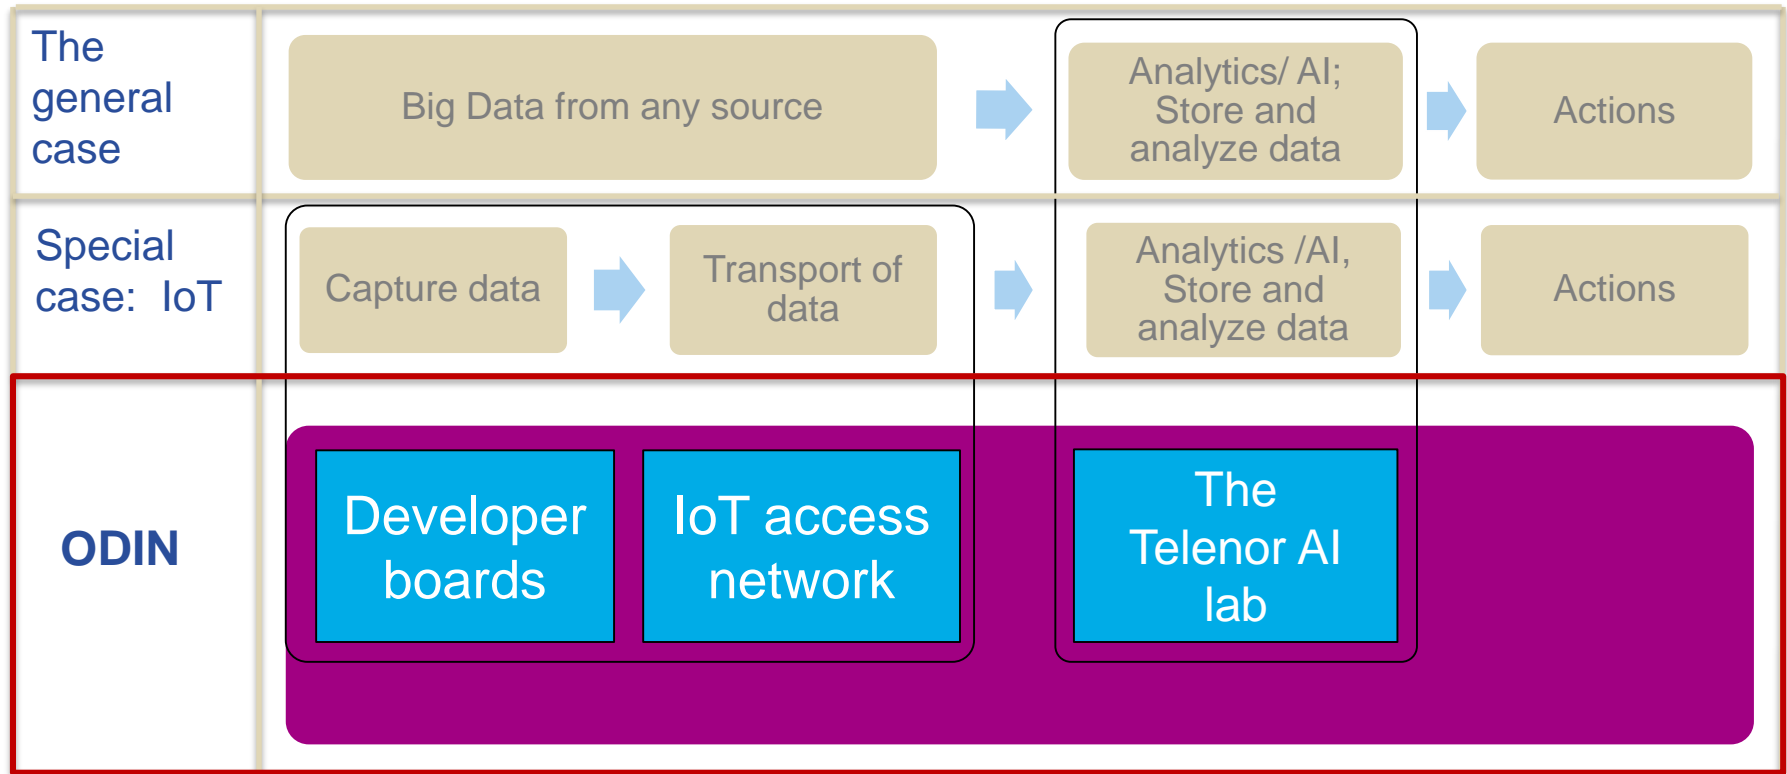 The
general
case
Big Data from any source
Analytics/ AI;
Store and
analyze data
Actions
Special
case: IoT
Capture data
Transport of
data
Analytics /AI,
Store and
analyze data
Actions
ODIN
Developer
boards
IoT access
network
The
Telenor AI
lab